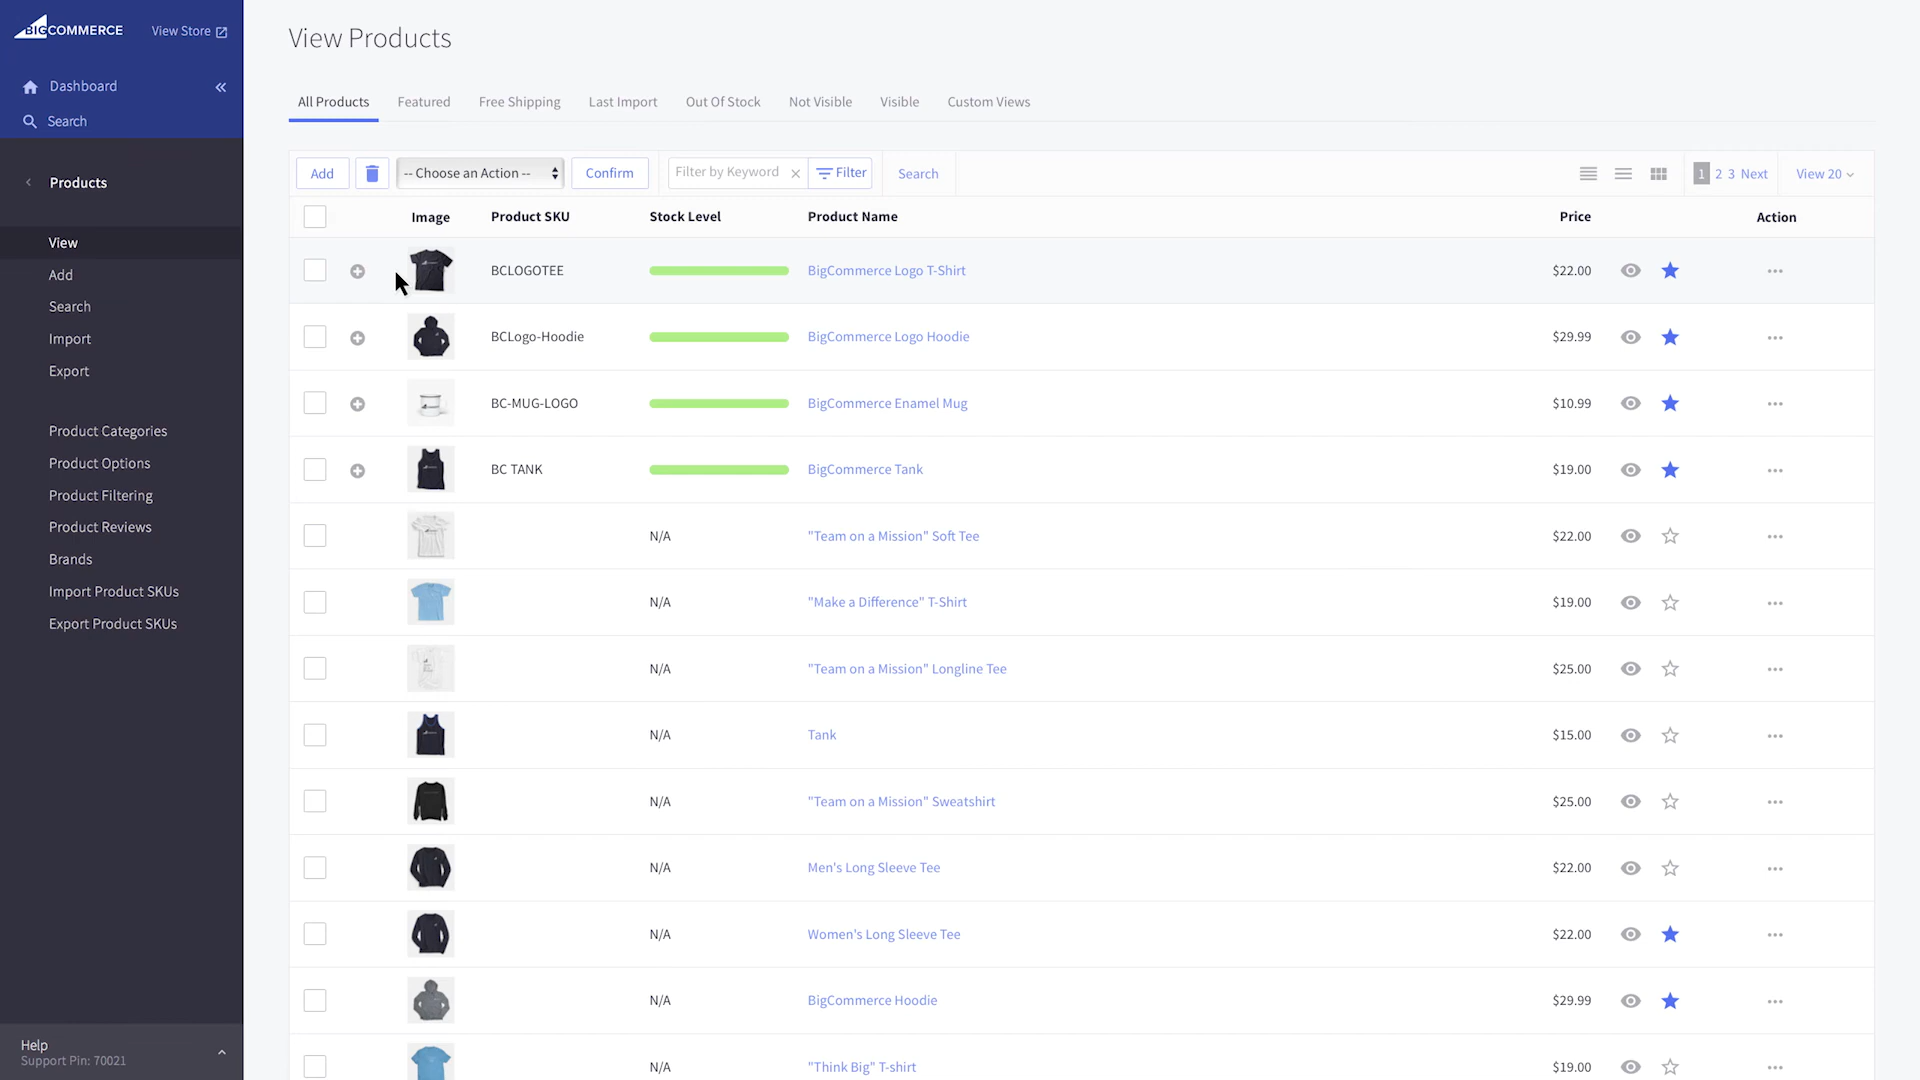 BIGCOMMERCE
View Store
Dashboard
Search
Products
View
Add
Search
Import
Export
Product Categories
Product Options
Product Filtering
Product Reviews
Brands
Import Product SKUs
Export Product SKUs
Help
Support Pin: 70021
View Products
All Products Featured Free Shipping Last Import Out Of Stock Not Visible Visible Custom Views
Add -- Choose an Action -- Confirm Filter by Keyword Filter Search 1 2 3 Next View 20
Image Product SKU Stock Level Product Name Price Action
BCLOGOTEE BigCommerce Logo T-Shirt $22.00
BCLogo-Hoodie BigCommerce Logo Hoodie $29.99
BC-MUG-LOGO BigCommerce Enamel Mug $10.99
BC TANK BigCommerce Tank $19.00
N/A "Team on a Mission" Soft Tee $22.00
N/A "Make a Difference" T-Shirt $19.00
N/A "Team on a Mission" Longline Tee $25.00
N/A Tank $15.00
N/A "Team on a Mission" Sweatshirt $25.00
N/A Men's Long Sleeve Tee $22.00
N/A Women's Long Sleeve Tee $22.00
N/A BigCommerce Hoodie $29.99
N/A "Think Big" T-shirt $19.00